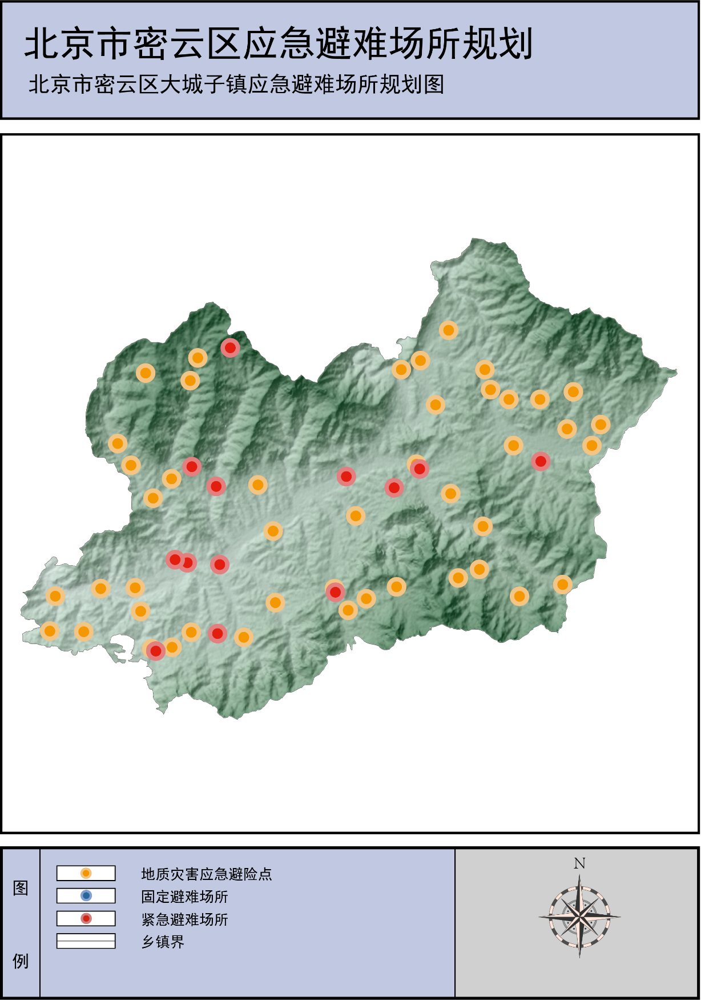 北京市密云区应急避难场所规划
北京市密云区大城子镇应急避难场所规划图
图例
地质灾害应急避险点
固定避难场所
紧急避难场所
乡镇界
N